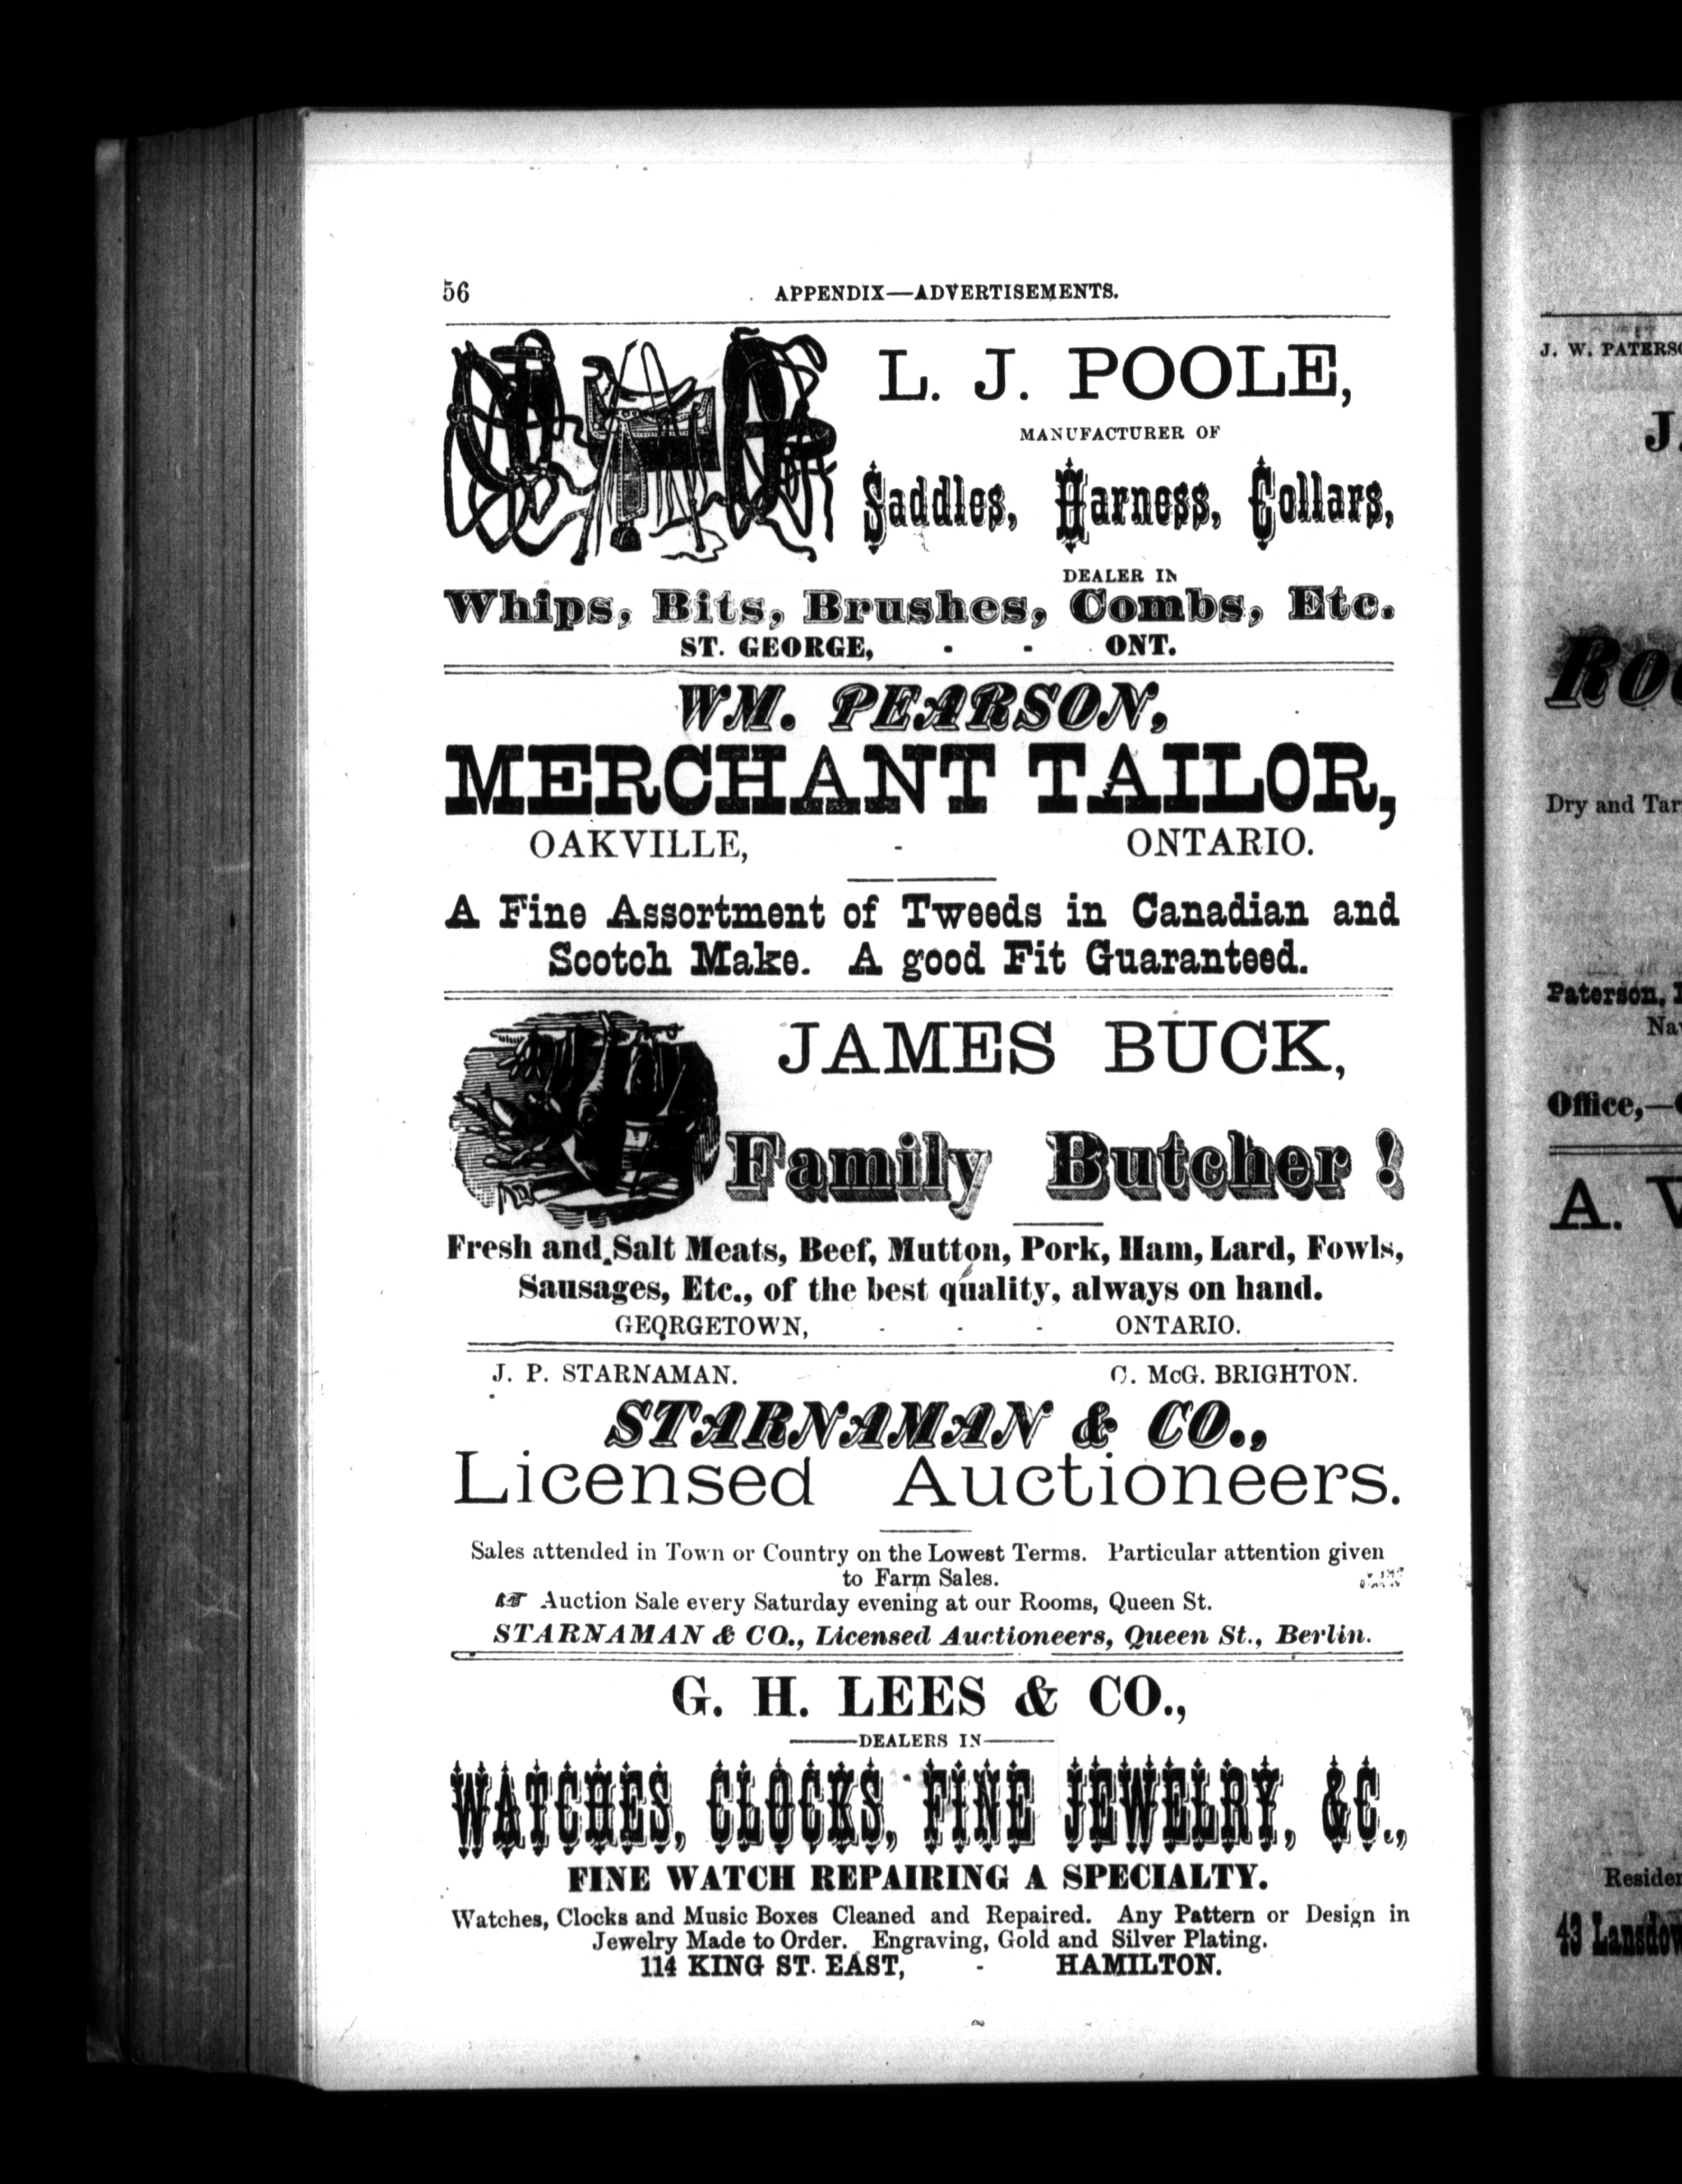 56
APPENDIX—ADVERTISEMENTS.
L. J. POOLE,
MANUFACTURER OF
Saddles, Harness, Collars,
DEALER IN
Whips, Bits, Brushes, Combs, Etc.
ST. GEORGE, - - ONT.
WM. PEARSON,
MERCHANT TAILOR,
OAKVILLE, - ONTARIO.
A Fine Assortment of Tweeds in Canadian and
Scotch Make. A good Fit Guaranteed.
JAMES BUCK,
Family Butcher!
Fresh and Salt Meats, Beef, Mutton, Pork, Ham, Lard, Fowls,
Sausages, Etc., of the best quality, always on hand.
GEORGETOWN, - - - ONTARIO.
J. P. STARNAMAN. C. McG. BRIGHTON.
STARNAMAN & CO.,
Licensed Auctioneers.
Sales attended in Town or Country on the Lowest Terms. Particular attention given
to Farm Sales.
Auction Sale every Saturday evening at our Rooms, Queen St.
STARNAMAN & CO., Licensed Auctioneers, Queen St., Berlin.
G. H. LEES & CO.,
DEALERS IN
WATCHES, CLOCKS, FINE JEWELRY, &C.,
FINE WATCH REPAIRING A SPECIALTY.
Watches, Clocks and Music Boxes Cleaned and Repaired. Any Pattern or Design in
Jewelry Made to Order. Engraving, Gold and Silver Plating.
114 KING ST. EAST, - HAMILTON.
J. W. PATERS
J.
Dry and Tar
Paterson,
Office,—
A.
43